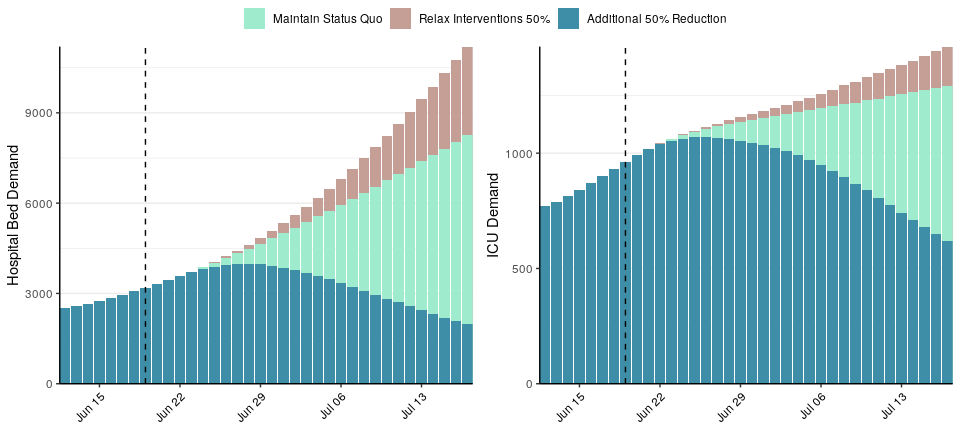 Maintain Status Quo Relax Interventions 50% Additional 50% Reduction
Hospital Bed Demand
9000
6000
3000
0
Jun 15 Jun 22 Jun 29 Jul 06 Jul 13
ICU Demand
1000
500
0
Jun 15 Jun 22 Jun 29 Jul 06 Jul 13